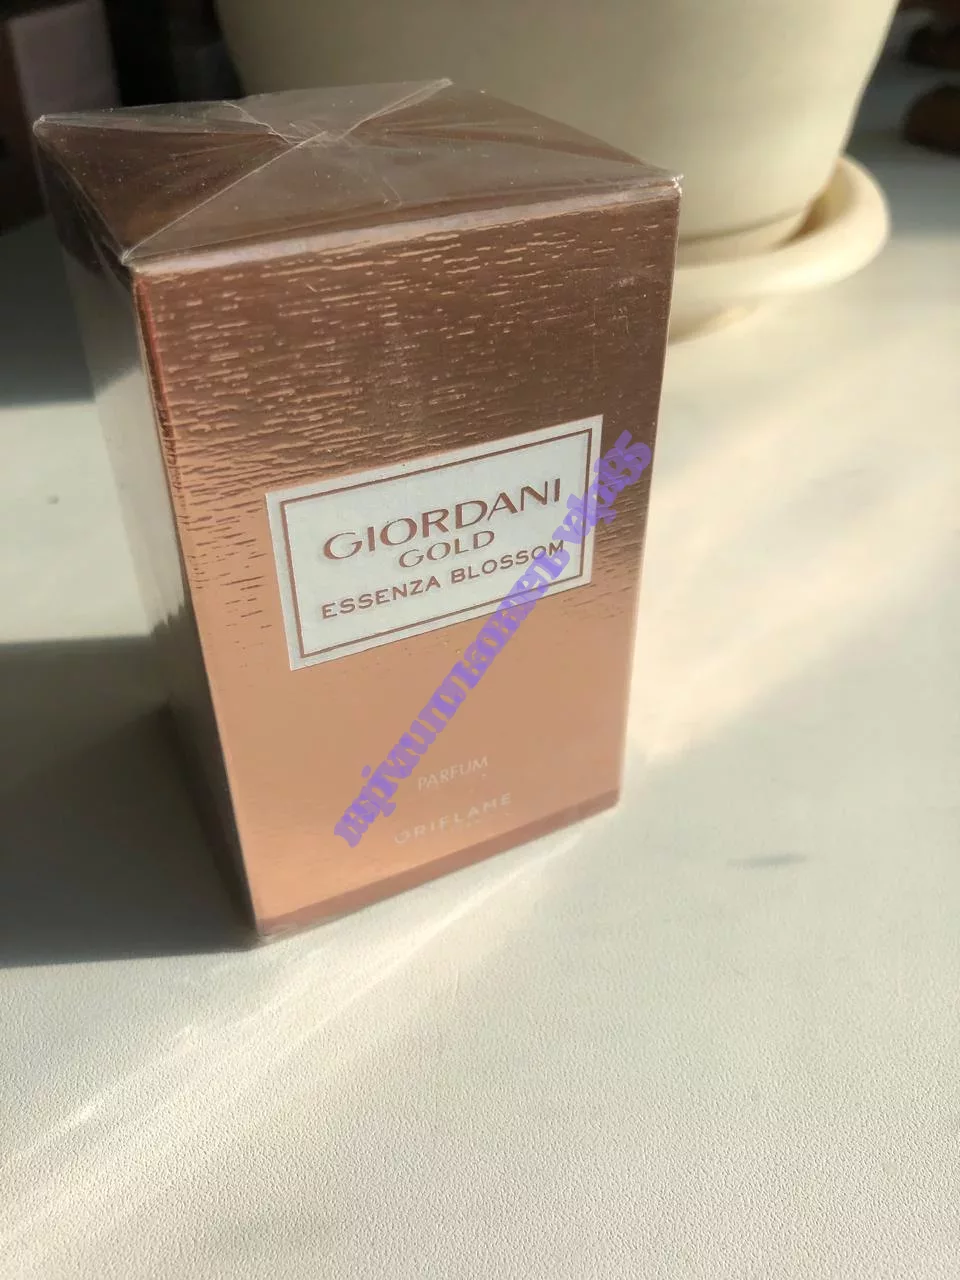 GIORDANI
GOLD
ESSENZA BLOSSOM
PARFUM
ORIFLAME